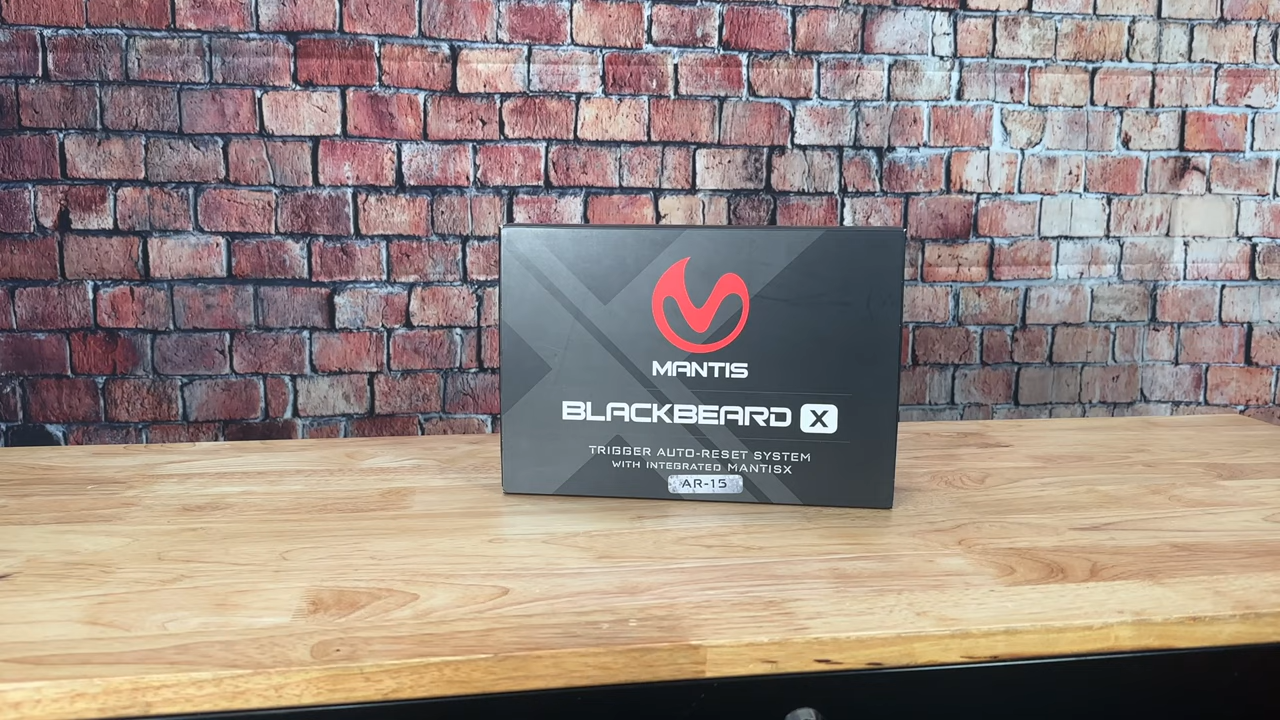 MANTIS
BLACKBEARD X
TRIGGER AUTO-RESET SYSTEM
WITH INTEGRATED MANTISX
AR-15